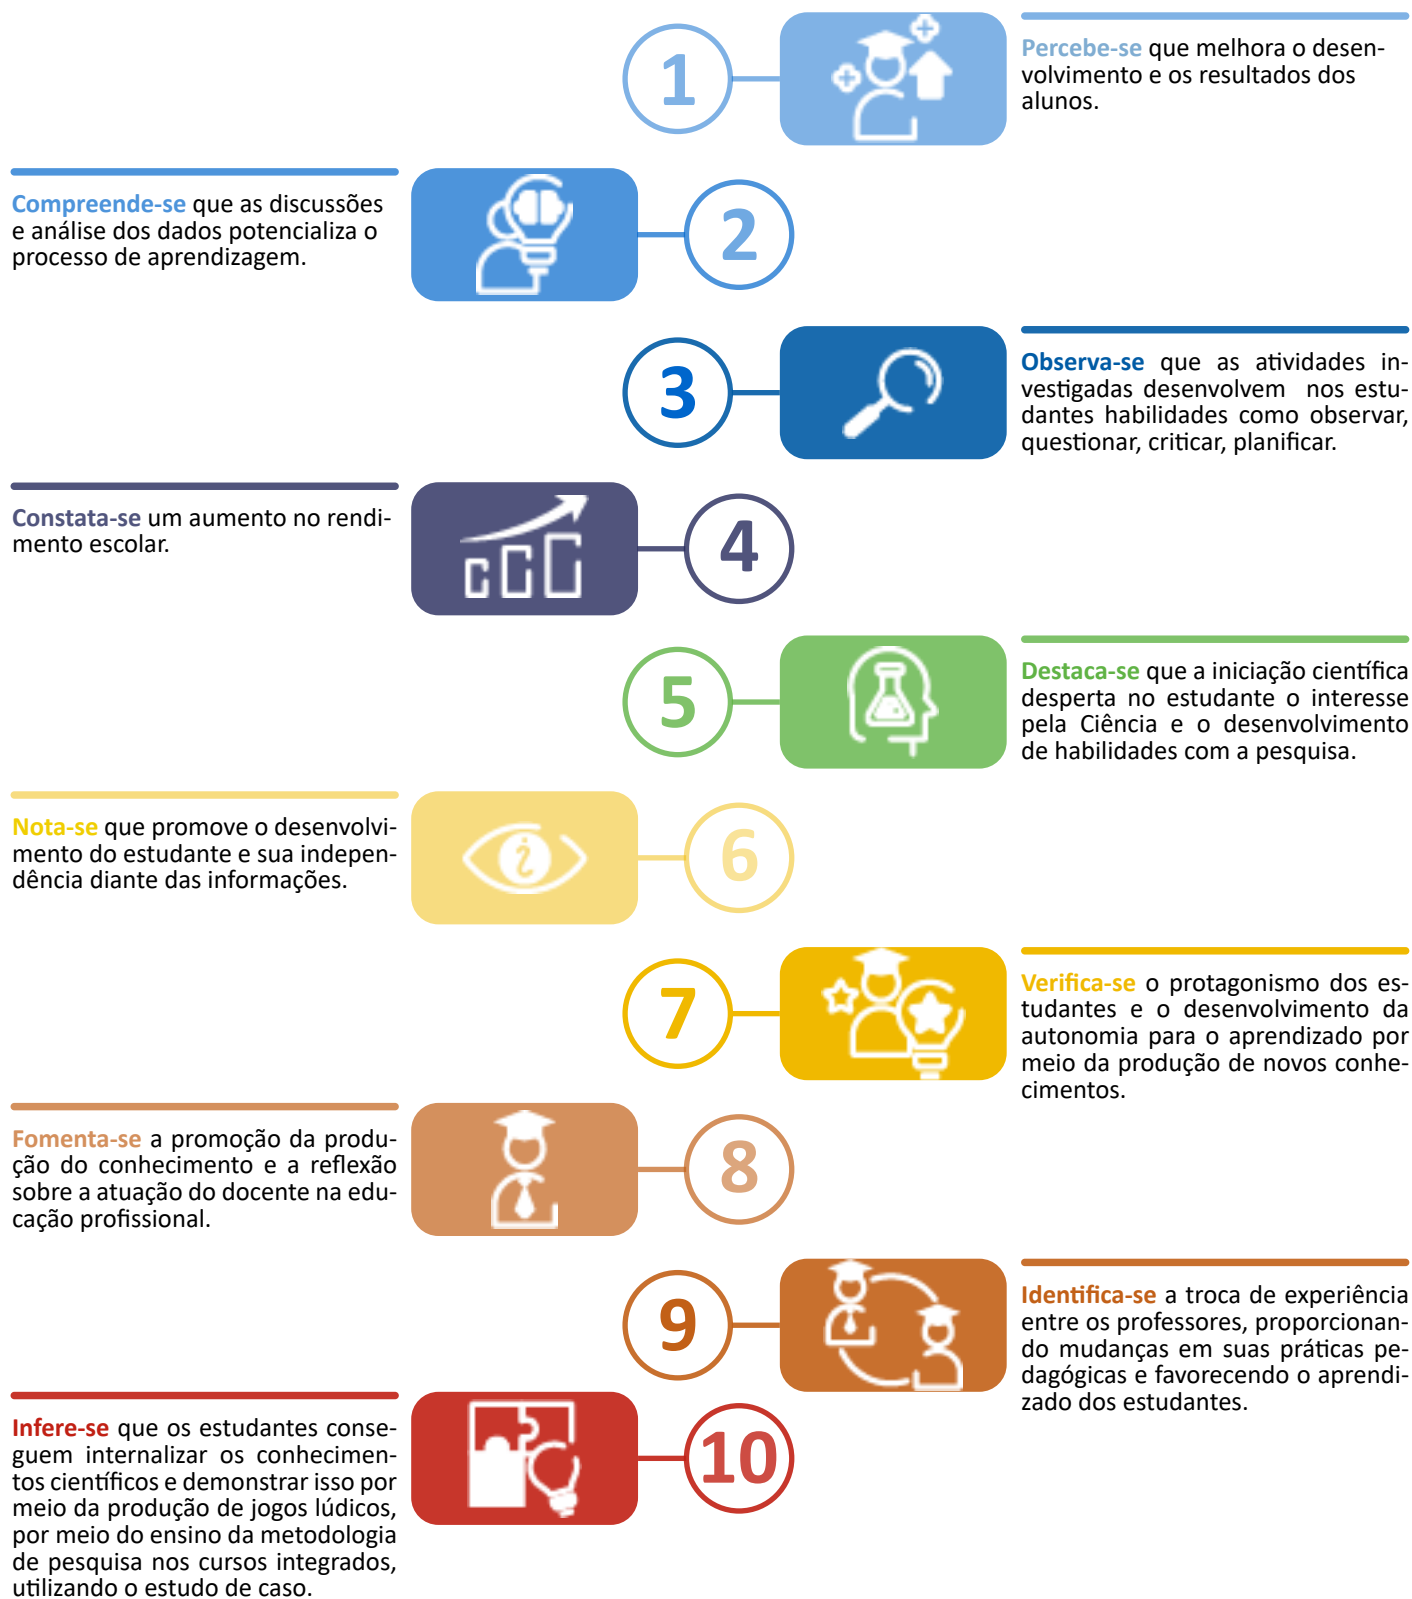 1
Percebe-se que melhora o desen-
volvimento e os resultados dos
alunos.
Compreende-se que as discussões
e análise dos dados potencializa o
processo de aprendizagem.
2
3
Observa-se que as atividades in-
vestigadas desenvolvem nos estu-
dantes habilidades como observar,
questionar, criticar, planificar.
Constata-se um aumento no rendi-
mento escolar.
4
5
Destaca-se que a iniciação científica
desperta no estudante o interesse
pela Ciência e o desenvolvimento
de habilidades com a pesquisa.
Nota-se que promove o desenvolvi-
mento do estudante e sua indepen-
dência diante das informações.
i
6
7
Verifica-se o protagonismo dos es-
tudantes e o desenvolvimento da
autonomia para o aprendizado por
meio da produção de novos conhe-
cimentos.
Fomenta-se a promoção da produ-
ção do conhecimento e a reflexão
sobre a atuação do docente na edu-
cação profissional.
8
9
Identifica-se a troca de experiência
entre os professores, proporcionan-
do mudanças em suas práticas pe-
dagógicas e favorecendo o aprendi-
zado dos estudantes.
Infere-se que os estudantes conse-
guem internalizar os conhecimen-
tos científicos e demonstrar isso por
meio da produção de jogos lúdicos,
por meio do ensino da metodologia
de pesquisa nos cursos integrados,
utilizando o estudo de caso.
10